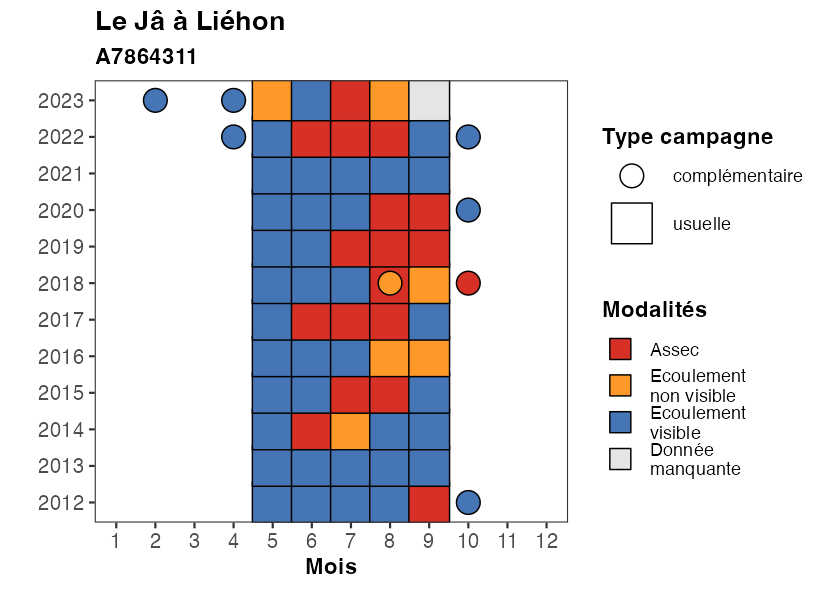 Le Jâ à Liéhon
A7864311
2023
2022
2021
2020
2019
2018
2017
2016
2015
2014
2013
2012
1 2 3 4 5 6 7 8 9 10 11 12
Mois
Type campagne
complémentaire
usuelle
Modalités
Assec
Ecoulement
non visible
Ecoulement
visible
Donnée
manquante